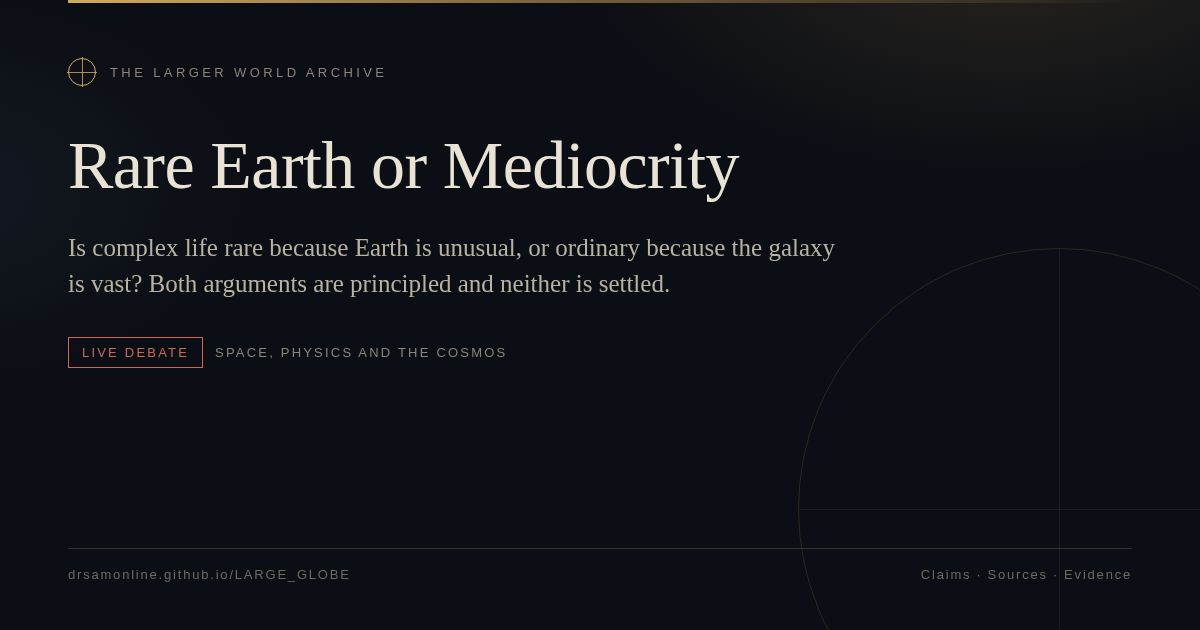 THE LARGER WORLD ARCHIVE
Rare Earth or Mediocrity
Is complex life rare because Earth is unusual, or ordinary because the galaxy
is vast? Both arguments are principled and neither is settled.
LIVE DEBATE
SPACE, PHYSICS AND THE COSMOS
drsamonline.github.io/LARGE_GLOBE
Claims · Sources · Evidence